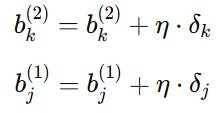 b_k^{(2)} = b_k^{(2)} + η · δ_k
b_j^{(1)} = b_j^{(1)} + η · δ_j